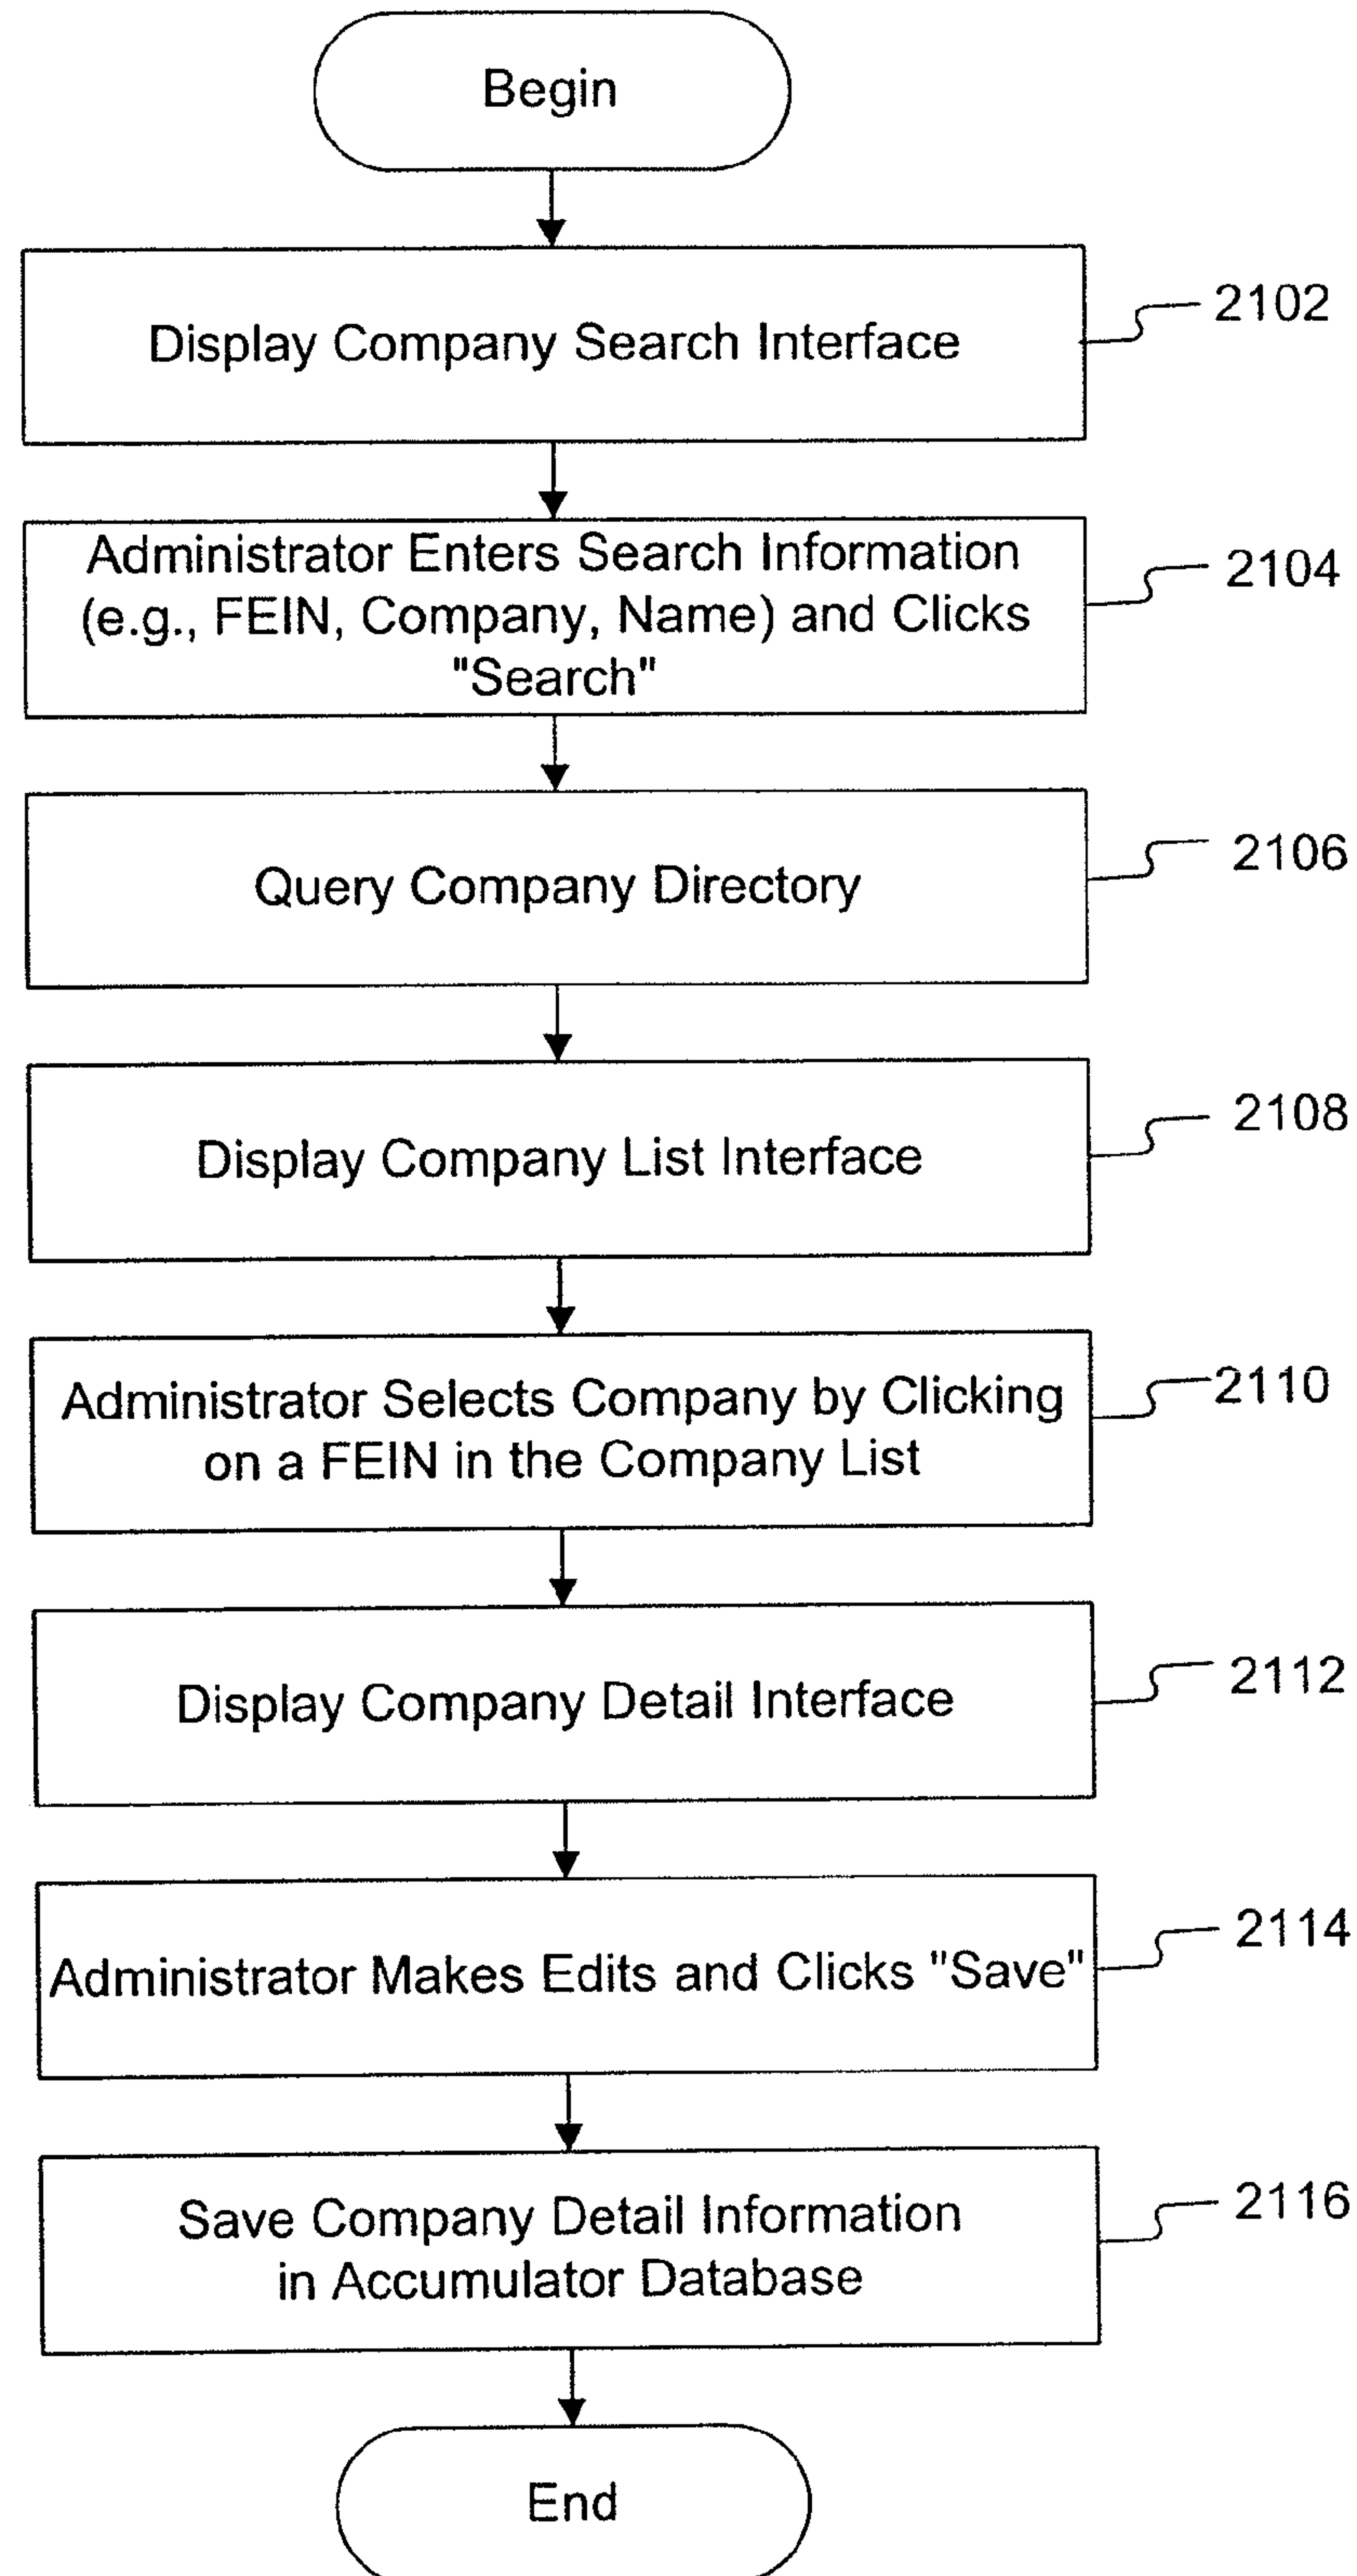 Begin
Display Company Search Interface
2102
Administrator Enters Search Information
(e.g., FEIN, Company, Name) and Clicks
"Search"
2104
Query Company Directory
2106
Display Company List Interface
2108
Administrator Selects Company by Clicking
on a FEIN in the Company List
2110
Display Company Detail Interface
2112
Administrator Makes Edits and Clicks "Save"
2114
Save Company Detail Information
in Accumulator Database
2116
End